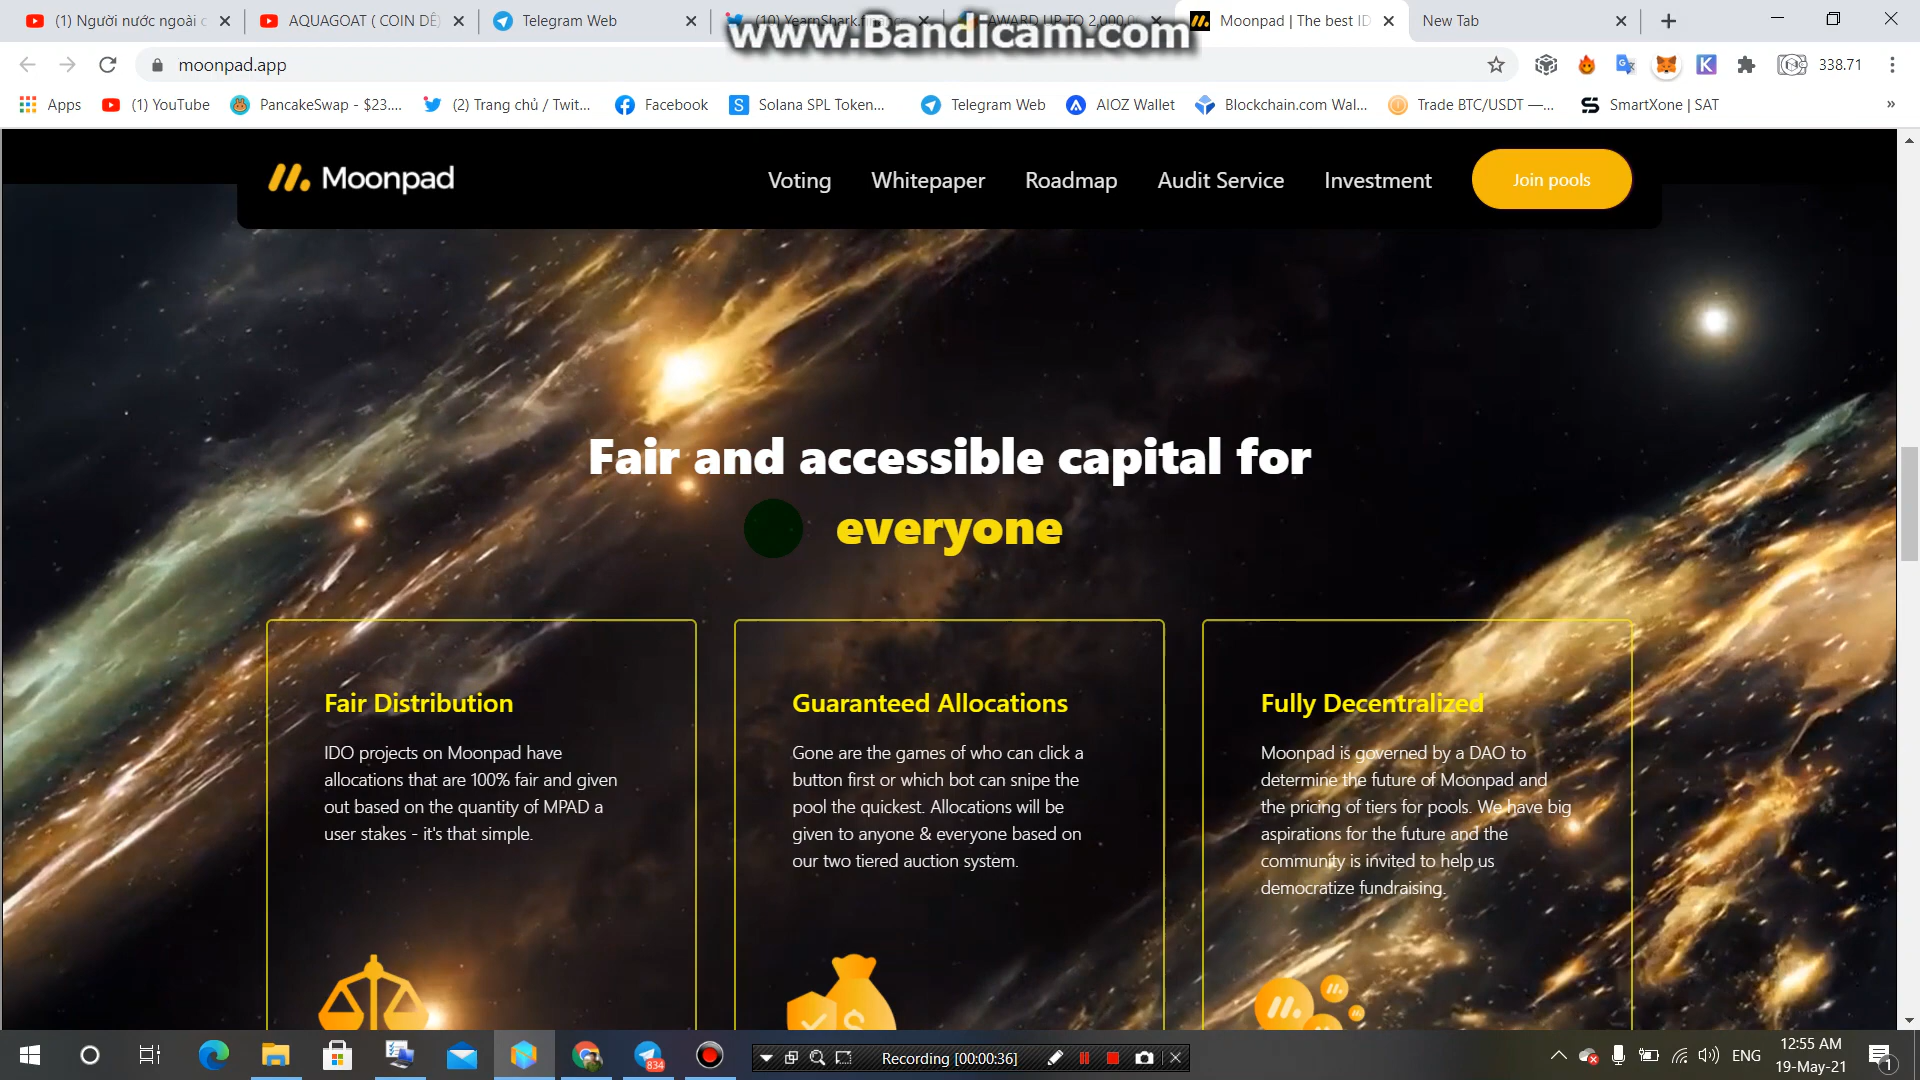 (1) Người nước ngoài c
AQUAGOAT ( COIN DÊ)
Telegram Web
(10) YearnShark.finance
AWARD UP TO 2,000,0
Moonpad | The best ID
New Tab
www.Bandicam.com
moonpad.app
338.71
Apps
(1) YouTube
PancakeSwap - $23....
(2) Trang chủ / Twit...
Facebook
Solana SPL Token...
Telegram Web
AIOZ Wallet
Blockchain.com Wal...
Trade BTC/USDT —...
SmartXone | SAT
»
Moonpad
Voting
Whitepaper
Roadmap
Audit Service
Investment
Join pools
Fair and accessible capital for
everyone
Fair Distribution
IDO projects on Moonpad have
allocations that are 100% fair and given
out based on the quantity of MPAD a
user stakes - it's that simple.
Guaranteed Allocations
Gone are the games of who can click a
button first or which bot can snipe the
pool the quickest. Allocations will be
given to anyone & everyone based on
our two tiered auction system.
Fully Decentralized
Moonpad is governed by a DAO to
determine the future of Moonpad and
the pricing of tiers for pools. We have big
aspirations for the future and the
community is invited to help us
democratize fundraising.
834
Recording [00:00:36]
ENG
12:55 AM
19-May-21
1